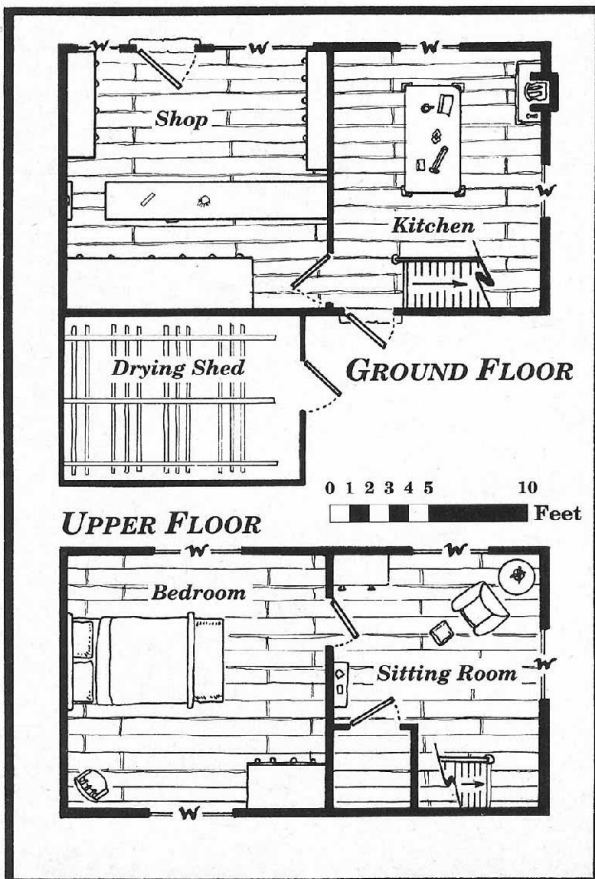 W W W
Shop
W
Kitchen
Drying Shed
GROUND FLOOR
0 1 2 3 4 5 10
Feet
UPPER FLOOR
W W
Bedroom
W
Sitting Room
W